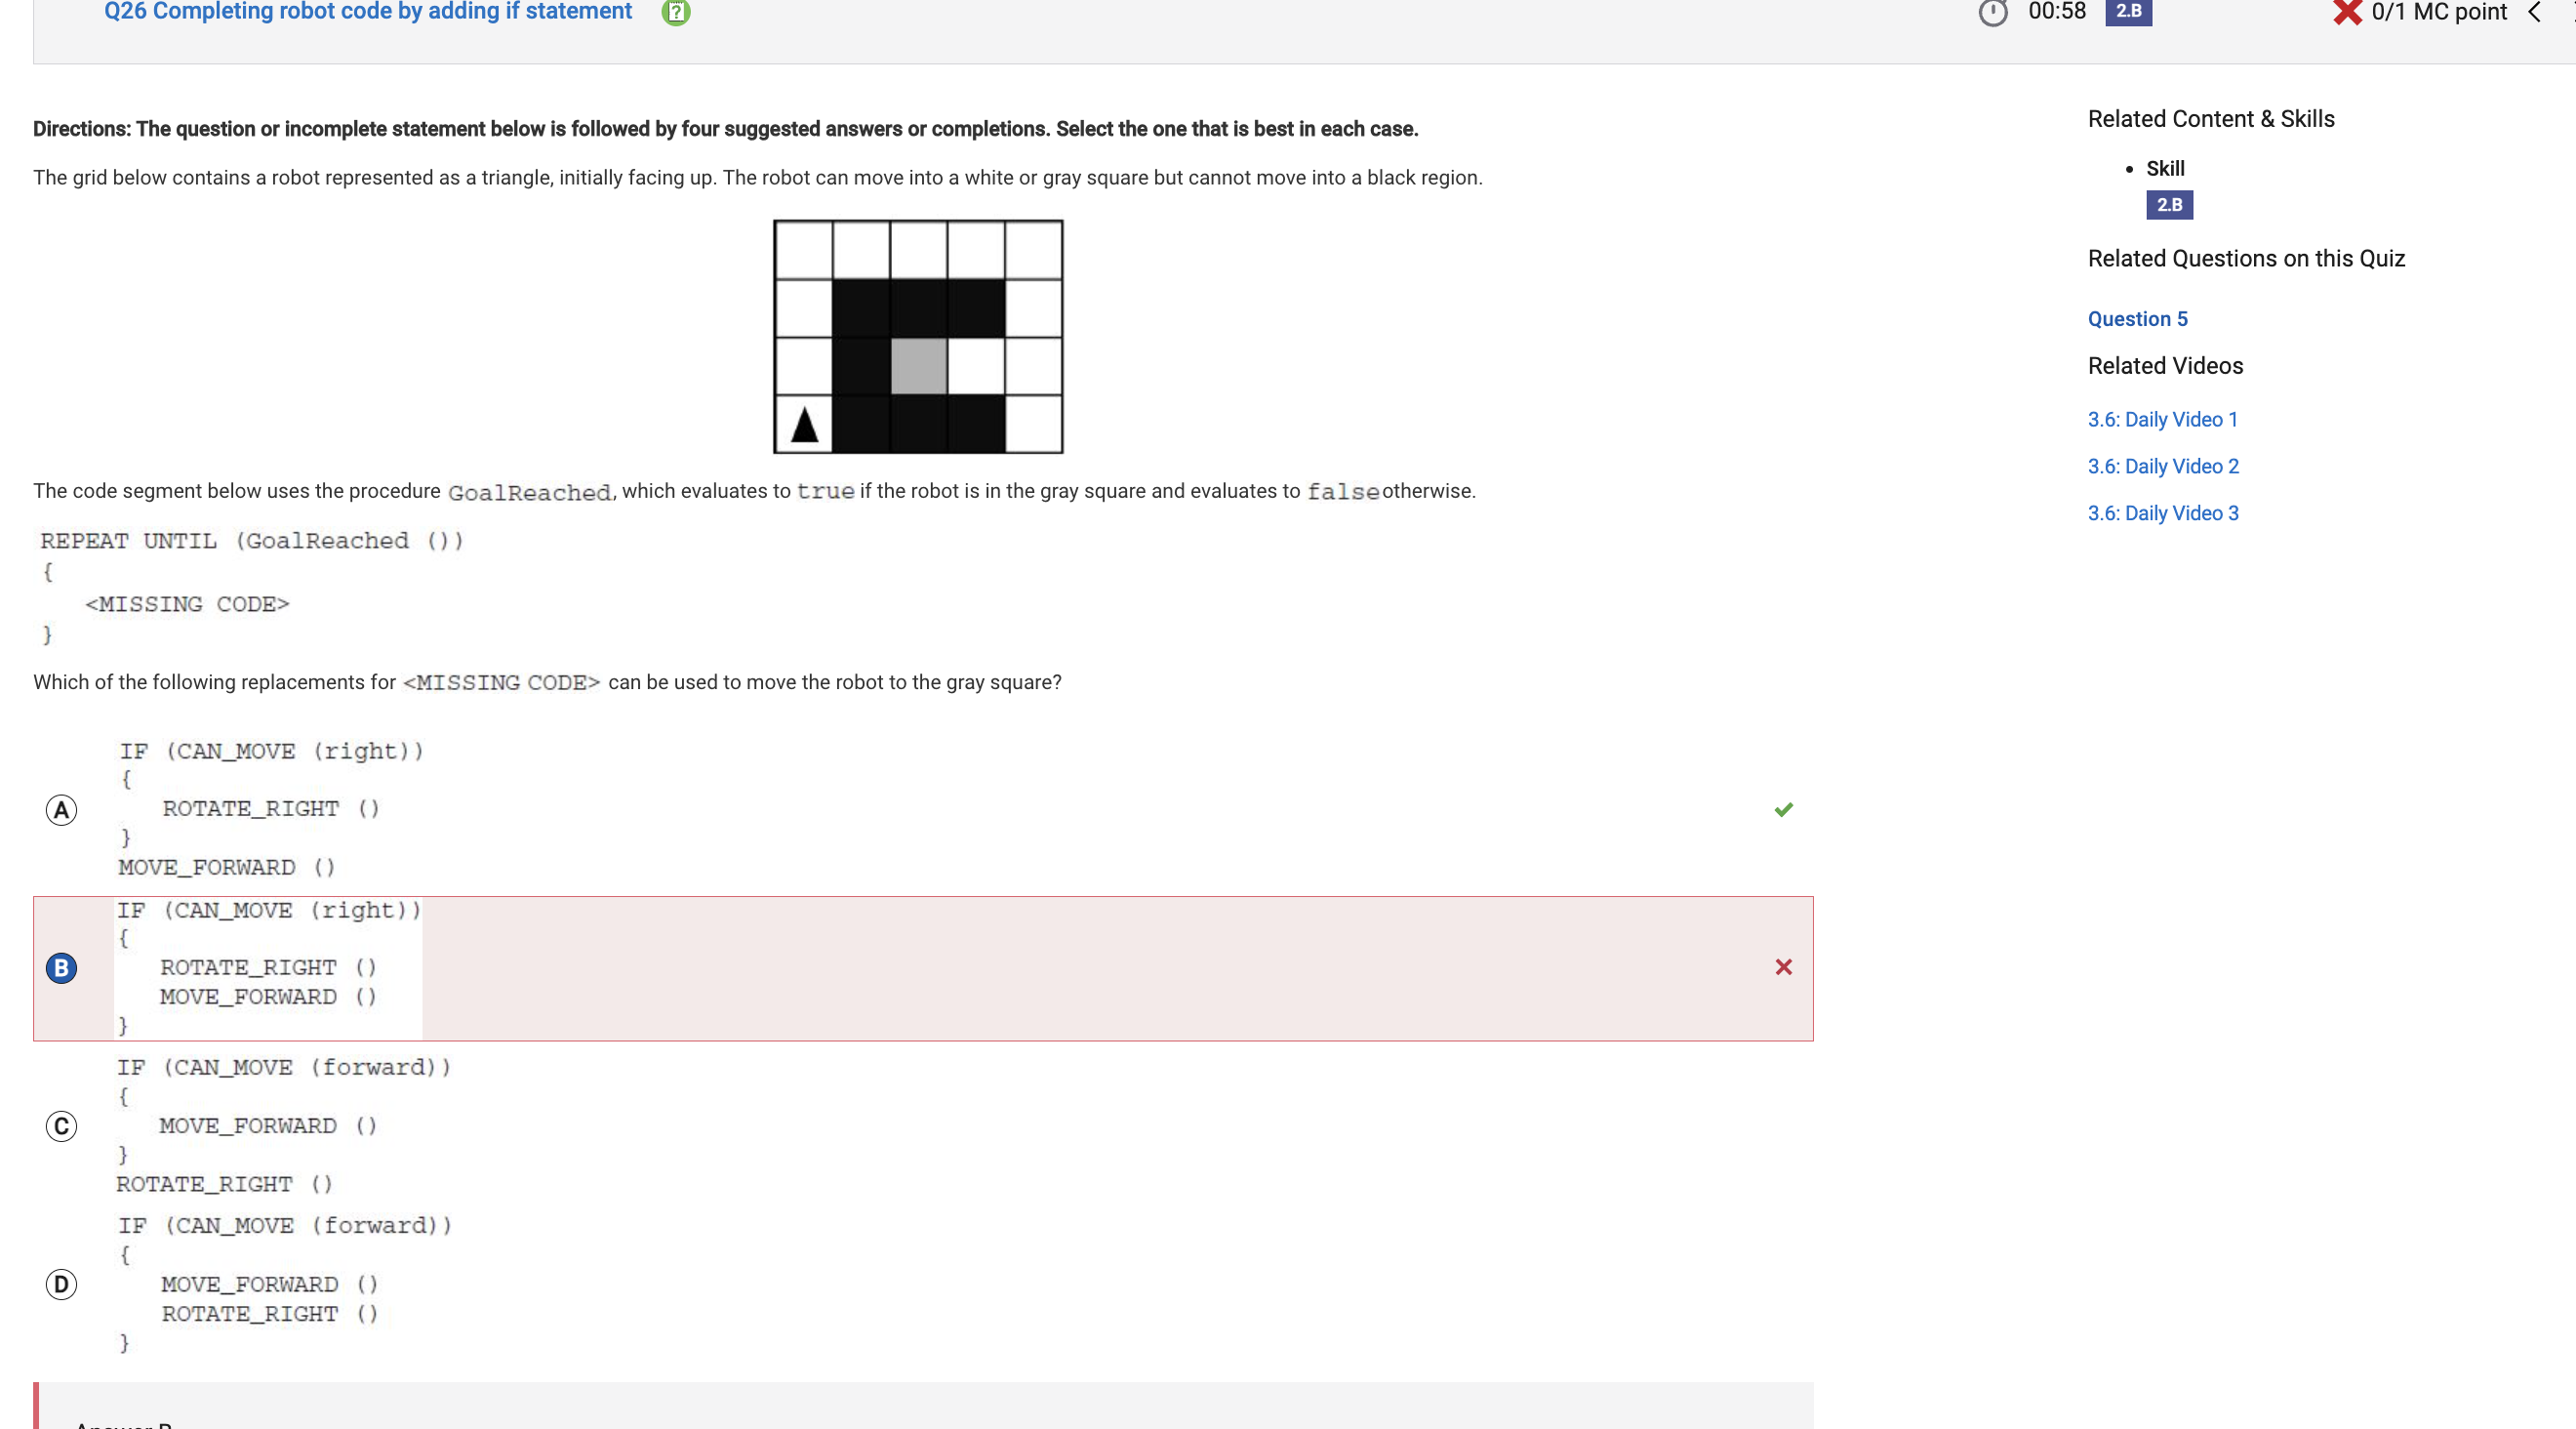 Q26 Completing robot code by adding if statement
00:58 2.B 0/1 MC point
Directions: The question or incomplete statement below is followed by four suggested answers or completions. Select the one that is best in each case.
The grid below contains a robot represented as a triangle, initially facing up. The robot can move into a white or gray square but cannot move into a black region.
The code segment below uses the procedure GoalReached, which evaluates to true if the robot is in the gray square and evaluates to false otherwise.
REPEAT UNTIL (GoalReached ())
{
<MISSING CODE>
}
Which of the following replacements for <MISSING CODE> can be used to move the robot to the gray square?
A
IF (CAN_MOVE (right))
{
ROTATE_RIGHT ()
}
MOVE_FORWARD ()
B
IF (CAN_MOVE (right))
{
ROTATE_RIGHT ()
MOVE_FORWARD ()
}
C
IF (CAN_MOVE (forward))
{
MOVE_FORWARD ()
}
ROTATE_RIGHT ()
D
IF (CAN_MOVE (forward))
{
MOVE_FORWARD ()
ROTATE_RIGHT ()
}
Related Content & Skills
Skill
2.B
Related Questions on this Quiz
Question 5
Related Videos
3.6: Daily Video 1
3.6: Daily Video 2
3.6: Daily Video 3